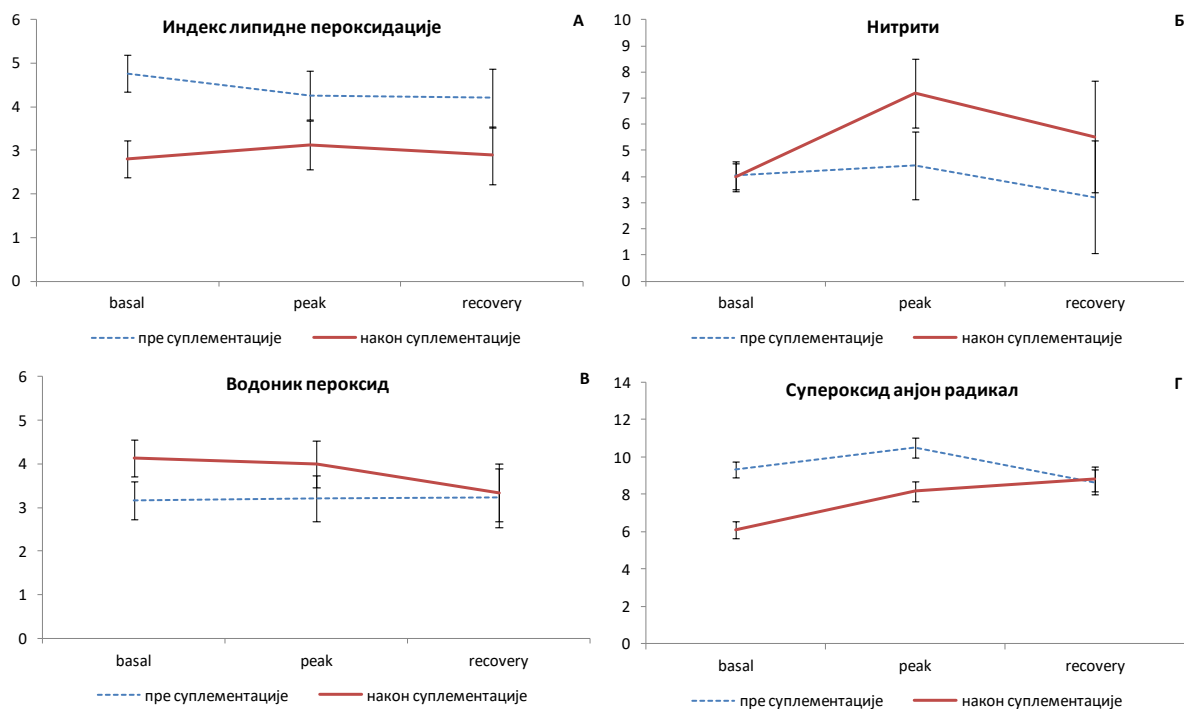 Индекс липидне пероксидације
А
6
5
4
3
2
1
0
basal peak recovery
пре суплементације након суплементације
Нитрити
Б
10
9
8
7
6
5
4
3
2
1
0
basal peak recovery
пре суплементације након суплементације
Водоник пероксид
В
6
5
4
3
2
1
0
basal peak recovery
пре суплементације након суплементације
Супероксид анјон радикал
Г
14
12
10
8
6
4
2
0
basal peak recovery
пре суплементације након суплементације